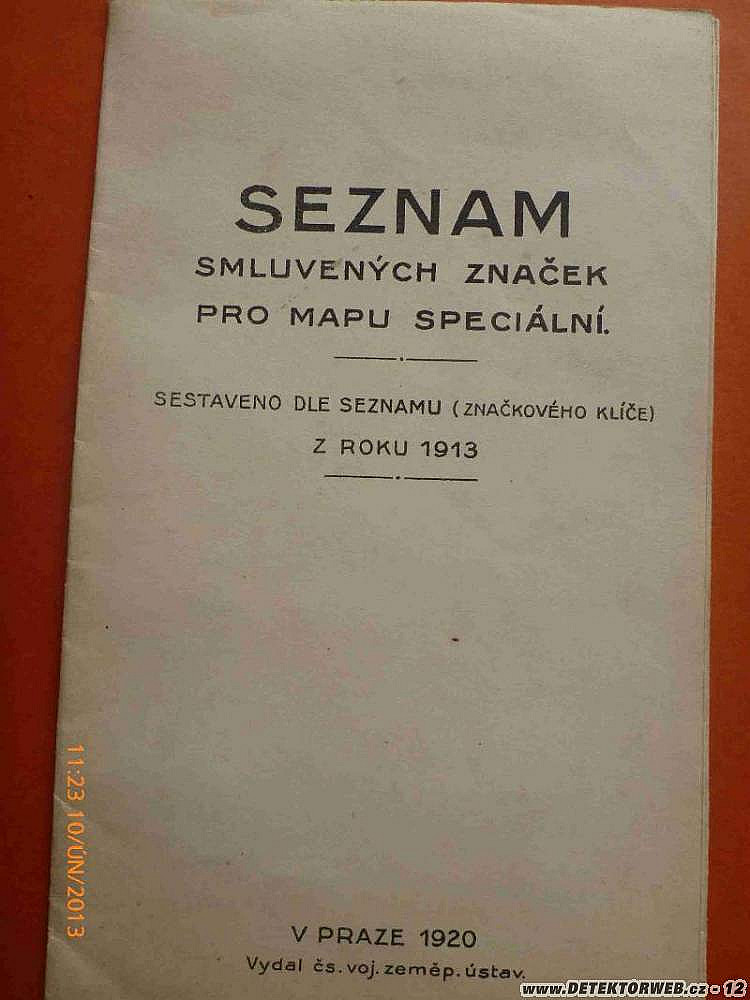 SEZNAM
SMLUVENÝCH ZNAČEK
PRO MAPU SPECIÁLNÍ.
SESTAVENO DLE SEZNAMU (ZNAČKOVÉHO KLÍČE)
Z ROKU 1913
V PRAZE 1920
Vydal čs. voj. zeměp. ústav.
11:23 10/ÚN/2013
www.DETEKTORWEB.cz - 12